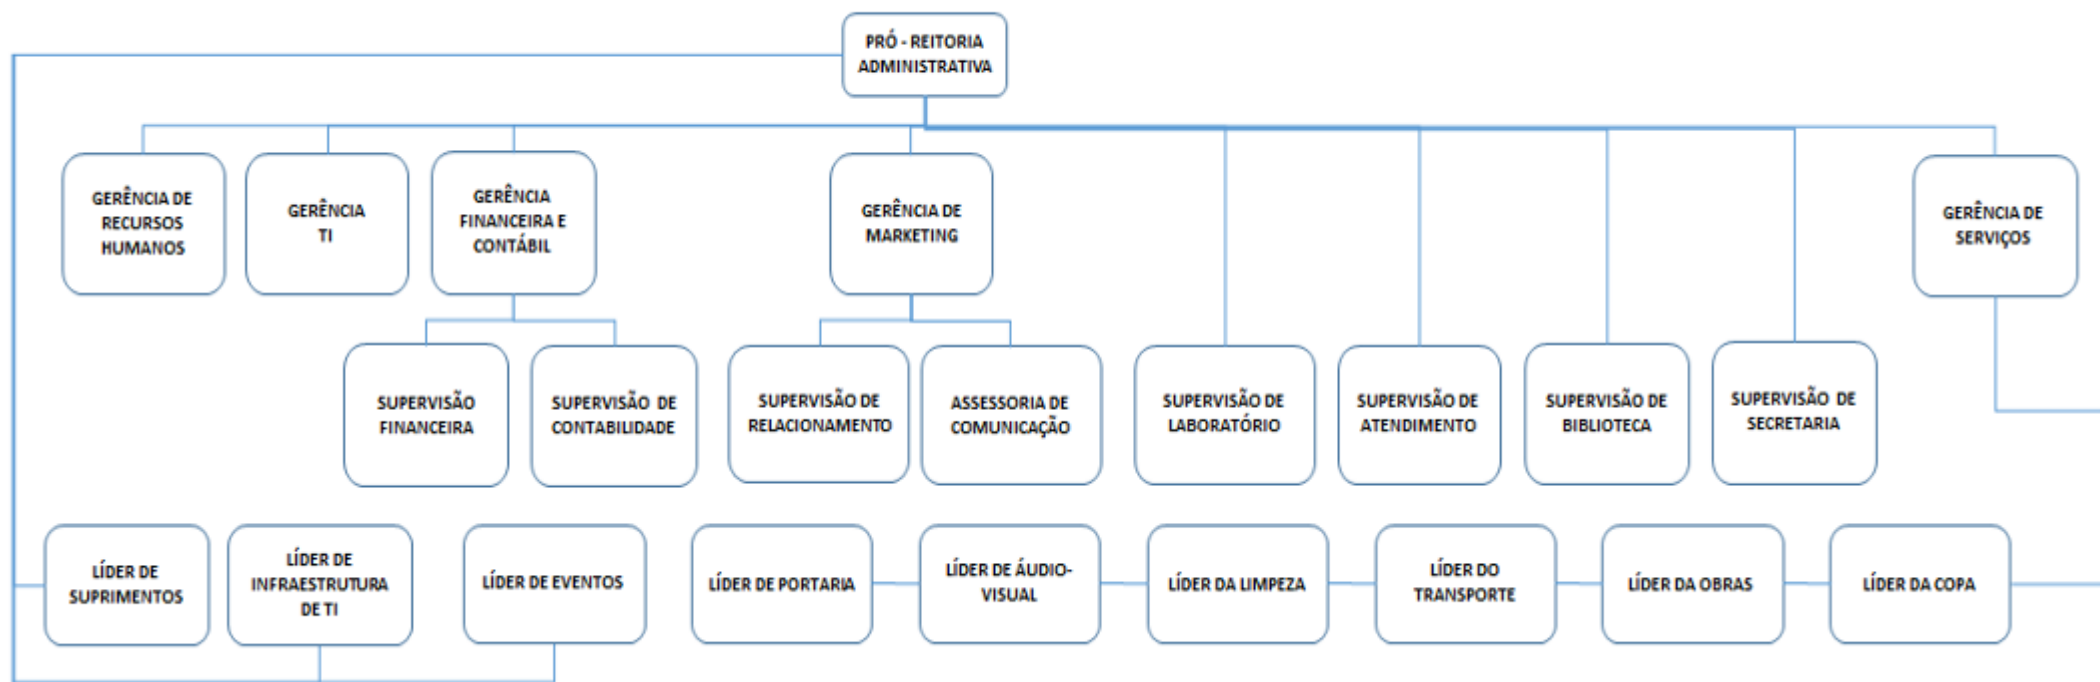 PRÓ - REITORIA
ADMINISTRATIVA
GERÊNCIA DE
RECURSOS
HUMANOS
GERÊNCIA
TI
GERÊNCIA
FINANCEIRA E
CONTÁBIL
GERÊNCIA DE
MARKETING
GERÊNCIA DE
SERVIÇOS
SUPERVISÃO
FINANCEIRA
SUPERVISÃO DE
CONTABILIDADE
SUPERVISÃO DE
RELACIONAMENTO
ASSESSORIA DE
COMUNICAÇÃO
SUPERVISÃO DE
LABORATÓRIO
SUPERVISÃO DE
ATENDIMENTO
SUPERVISÃO DE
BIBLIOTECA
SUPERVISÃO DE
SECRETARIA
LÍDER DE
SUPRIMENTOS
LÍDER DE
INFRAESTRUTURA
DE TI
LÍDER DE EVENTOS
LÍDER DE PORTARIA
LÍDER DE ÁUDIO-
VISUAL
LÍDER DA LIMPEZA
LÍDER DO
TRANSPORTE
LÍDER DA OBRAS
LÍDER DA COPA